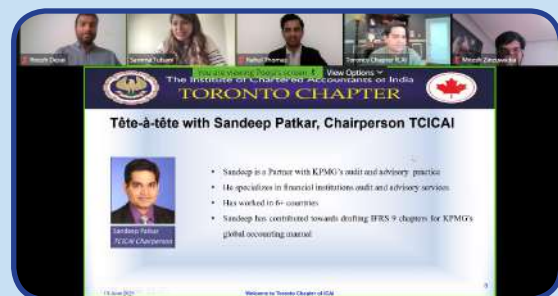 Ritesh Desai
Samina Tutiani
Rahul Thomas
Toronto Chapter ICAI
You are viewing Pooja's screen
View Options
The Institute of Chartered Accountants of India
TORONTO CHAPTER
Tête-à-tête with Sandeep Patkar, Chairperson TCICAI
• Sandeep is a Partner with KPMG's audit and advisory practice
• He specializes in financial institutions audit and advisory services
• Has worked in 6+ countries
• Sandeep has contributed towards drafting IFRS 9 chapters for KPMG's
global accounting manual
Sandeep Patkar
TCICAI Chairperson
Welcome to Toronto Chapter of ICAI